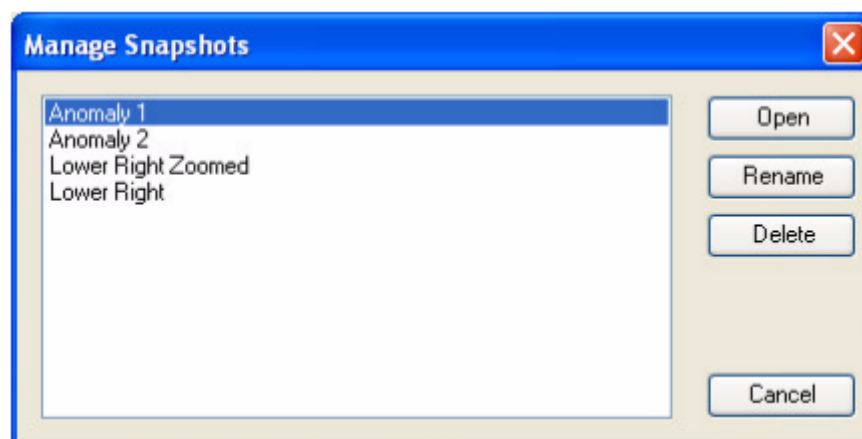 Manage Snapshots
Anomaly 1
Anomaly 2
Lower Right Zoomed
Lower Right
Open
Rename
Delete
Cancel